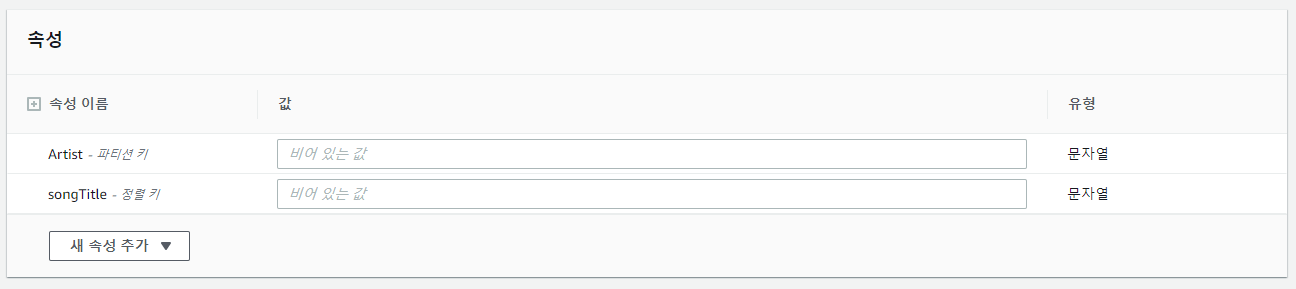 속성
속성 이름 값 유형
Artist - 파티션 키 비어 있는 값 문자열
songTitle - 정렬 키 비어 있는 값 문자열
새 속성 추가